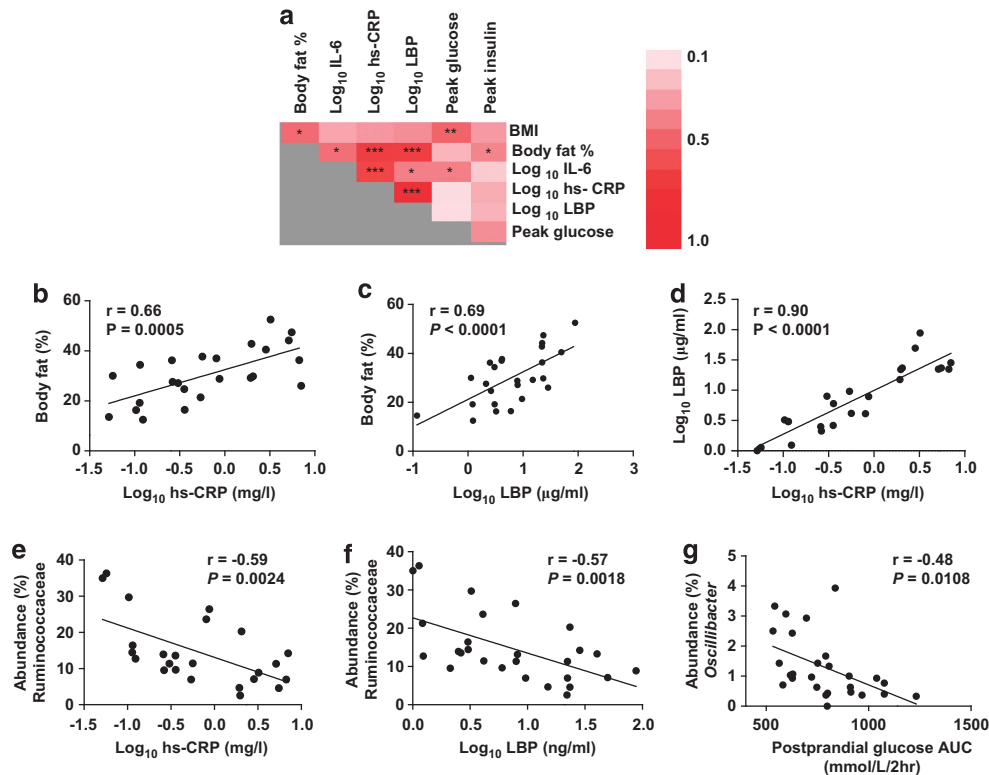 a
Body fat %
Log10 IL-6
Log10 hs-CRP
Log10 LBP
Peak glucose
Peak insulin
* ** BMI
* *** *** * Body fat %
*** * * Log 10 IL-6
*** Log 10 hs- CRP
Log 10 LBP
Peak glucose
0.1
0.5
1.0
b
r = 0.66
P = 0.0005
Body fat (%)
60
40
20
0
-1.5 -1.0 -0.5 0.0 0.5 1.0
Log10 hs-CRP (mg/l)
c
r = 0.69
P < 0.0001
Body fat (%)
60
40
20
0
-1 0 1 2 3
Log10 LBP (μg/ml)
d
r = 0.90
P < 0.0001
Log10 LBP (μg/ml)
2.5
2.0
1.5
1.0
0.5
0.0
-1.5 -1.0 -0.5 0.0 0.5 1.0
Log10 hs-CRP (mg/l)
e
r = -0.59
P = 0.0024
Abundance (%)
Ruminococcaceae
40
30
20
10
0
-1.5 -1.0 -0.5 0.0 0.5 1.0
Log10 hs-CRP (mg/l)
f
r = -0.57
P = 0.0018
Abundance (%)
Ruminococcaceae
40
30
20
10
0
0.0 0.5 1.0 1.5 2.0
Log10 LBP (ng/ml)
g
r = -0.48
P = 0.0108
Abundance (%)
Oscillibacter
5
4
3
2
1
0
500 1000 1500
Postprandial glucose AUC
(mmol/L/2hr)